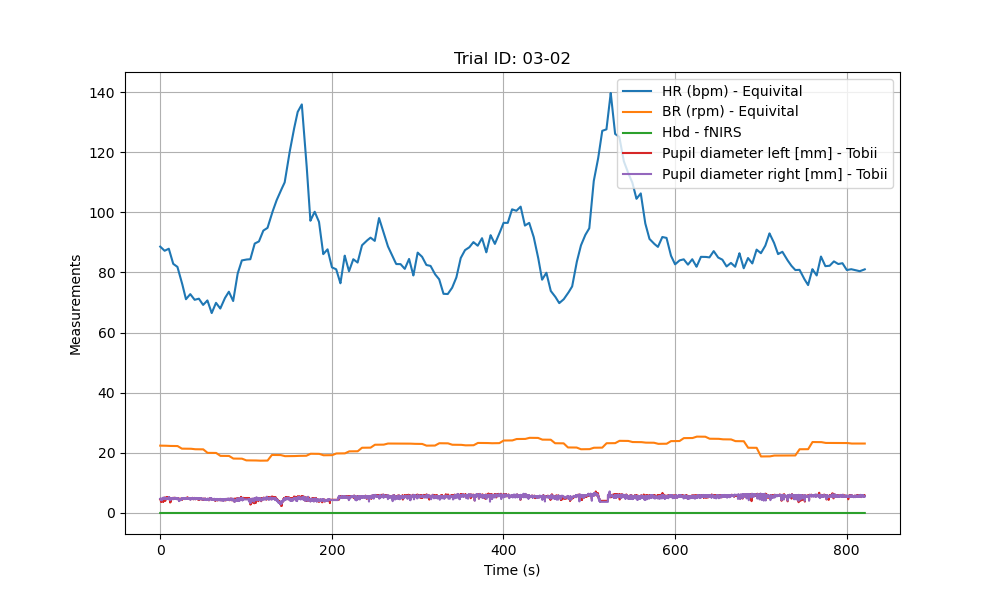 Trial ID: 03-02
HR (bpm) - Equivital
BR (rpm) - Equivital
Hbd - fNIRS
Pupil diameter left [mm] - Tobii
Pupil diameter right [mm] - Tobii
Measurements
140
120
100
80
60
40
20
0
0 200 400 600 800
Time (s)